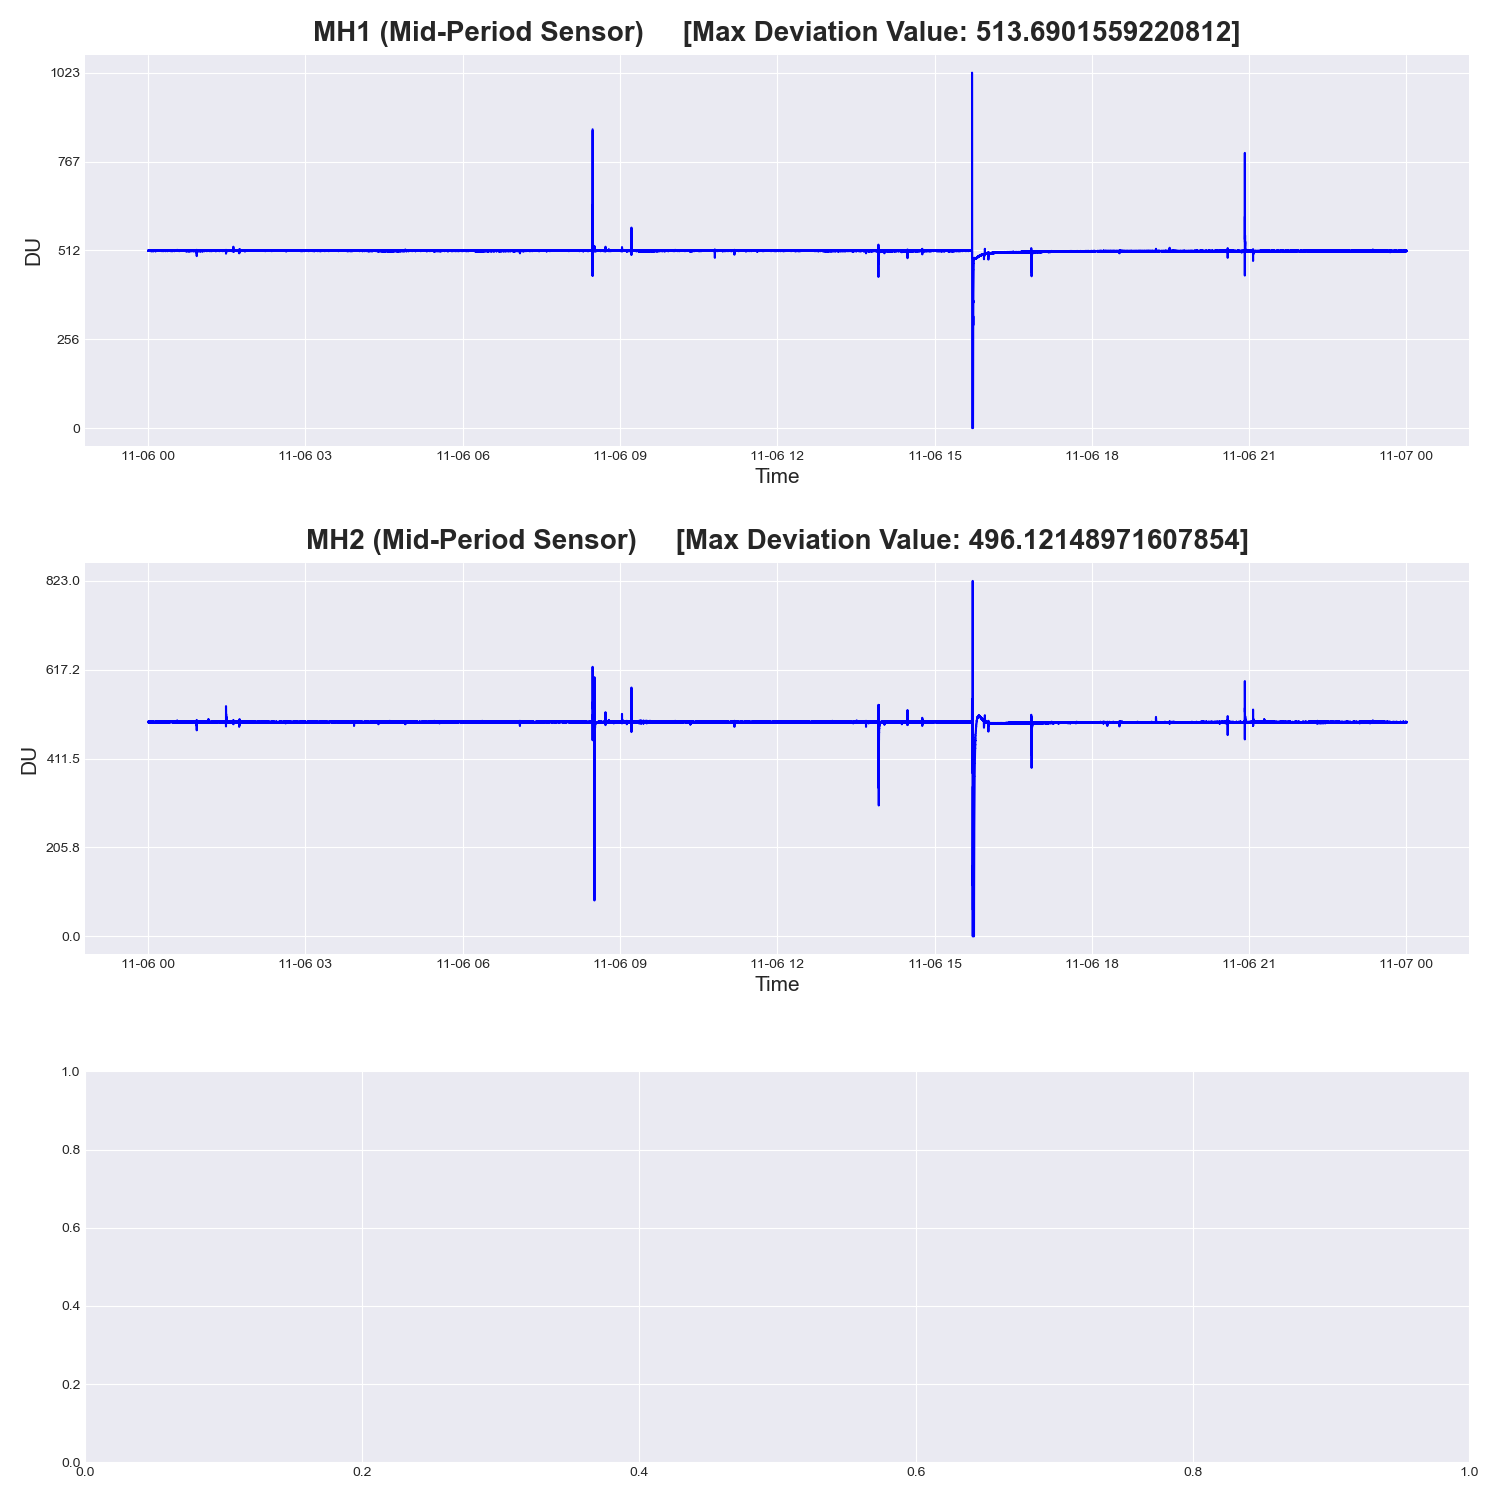 MH1 (Mid-Period Sensor) [Max Deviation Value: 513.6901559220812]
1023
767
512
256
0
DU
11-06 00 11-06 03 11-06 06 11-06 09 11-06 12 11-06 15 11-06 18 11-06 21 11-07 00
Time
MH2 (Mid-Period Sensor) [Max Deviation Value: 496.12148971607854]
823.0
617.2
411.5
205.8
0.0
DU
11-06 00 11-06 03 11-06 06 11-06 09 11-06 12 11-06 15 11-06 18 11-06 21 11-07 00
Time
1.0
0.8
0.6
0.4
0.2
0.0
0.0 0.2 0.4 0.6 0.8 1.0